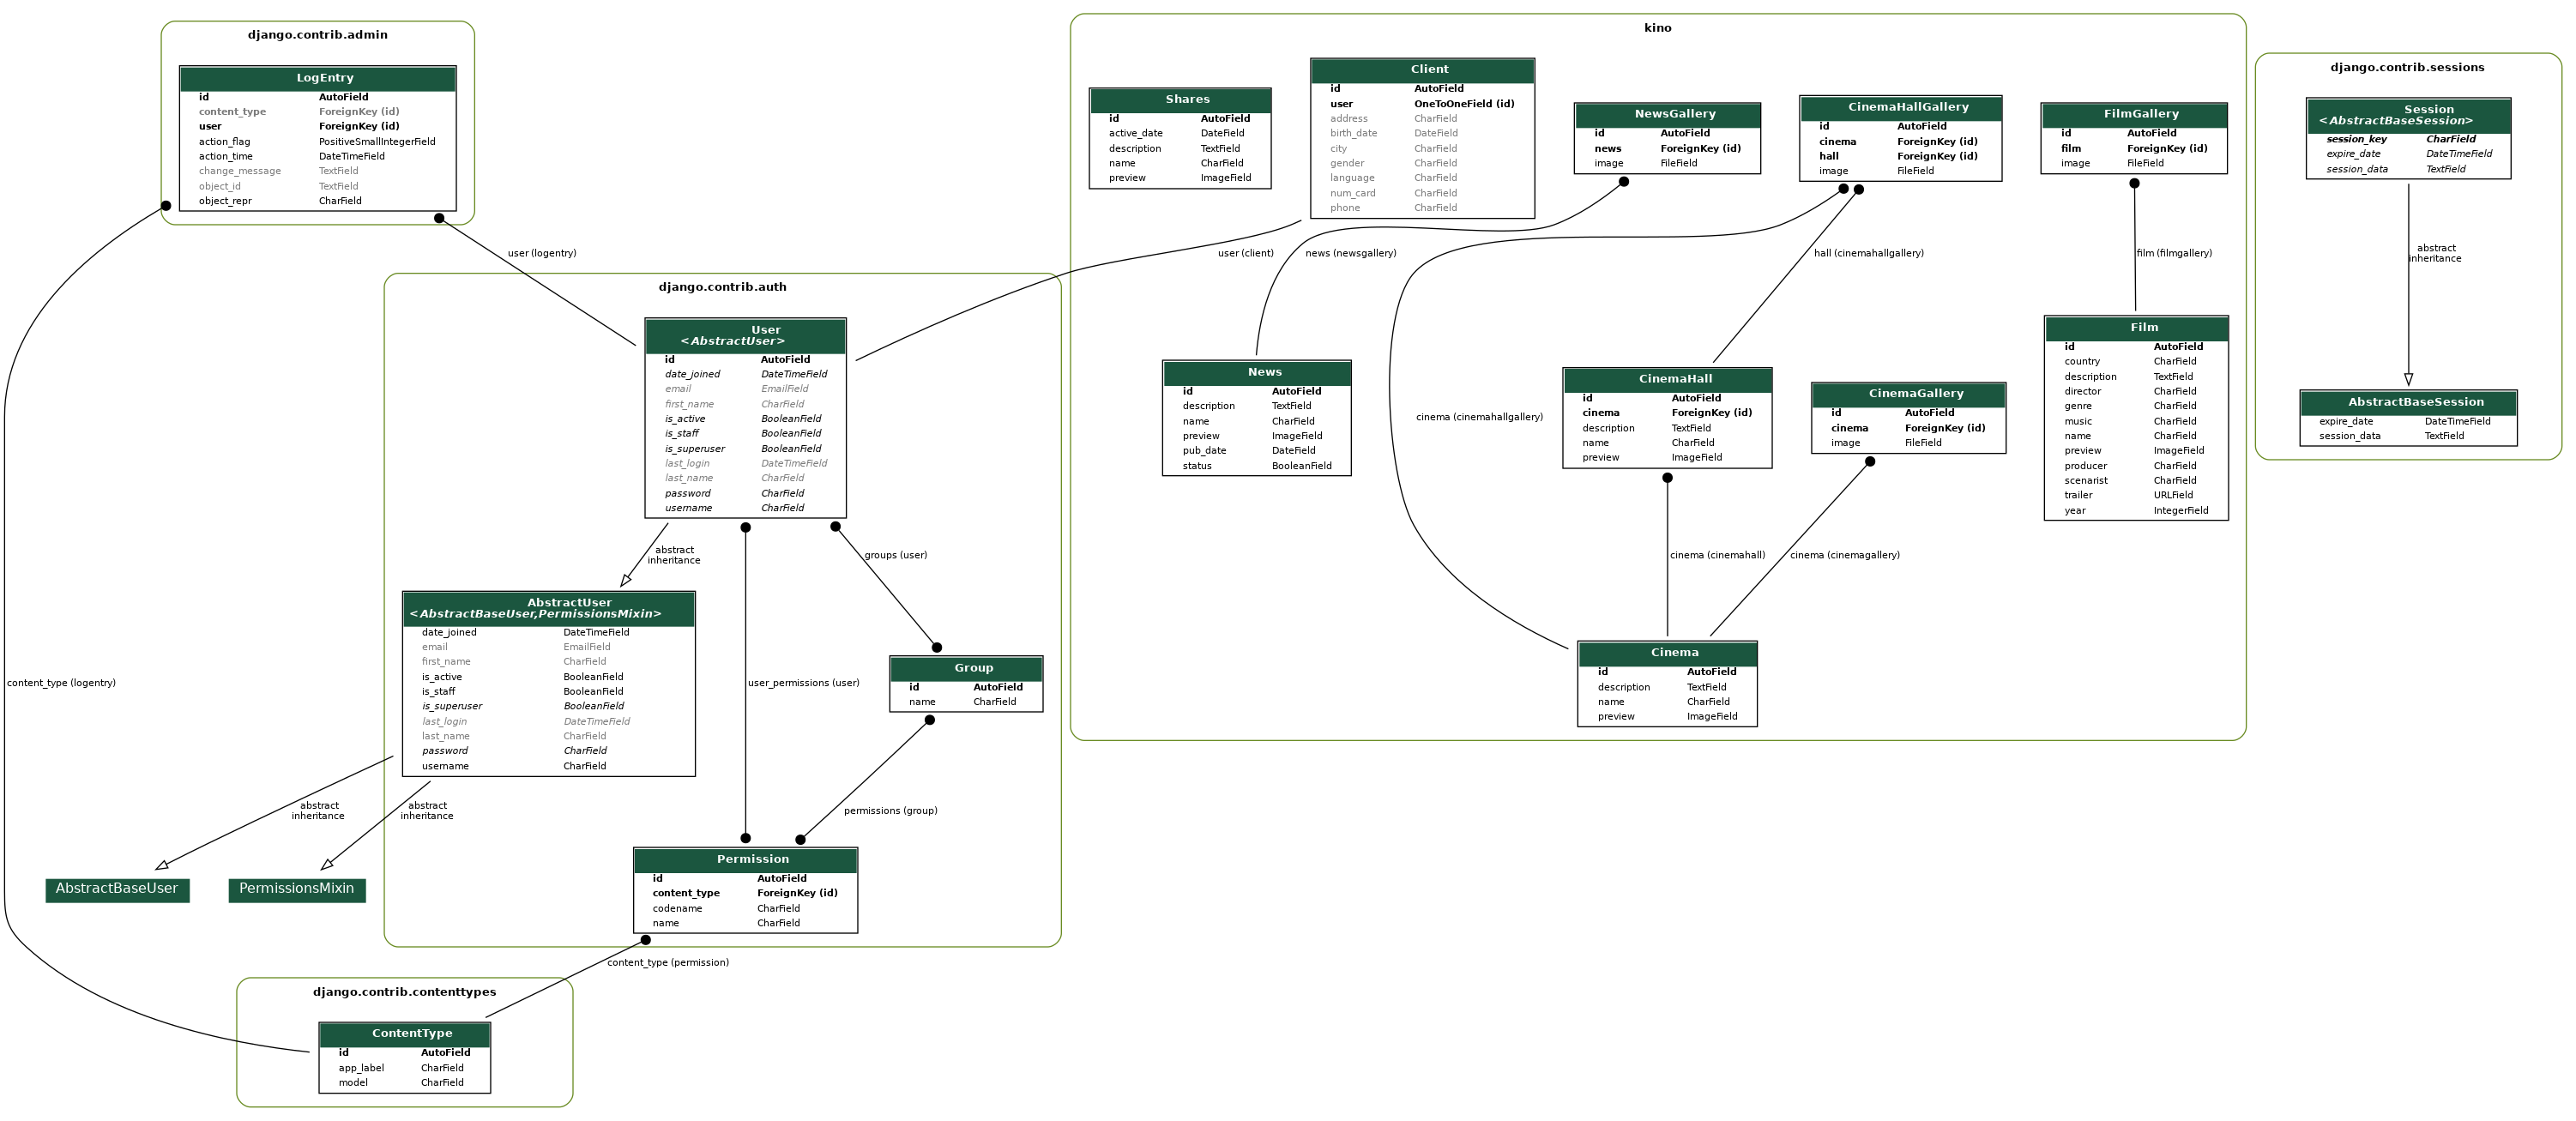 django.contrib.admin
LogEntry
id AutoField
content_type ForeignKey (id)
user ForeignKey (id)
action_flag PositiveSmallIntegerField
action_time DateTimeField
change_message TextField
object_id TextField
object_repr CharField
kino
Shares
id AutoField
active_date DateField
description TextField
name CharField
preview ImageField
Client
id AutoField
user OneToOneField (id)
address CharField
birth_date DateField
city CharField
gender CharField
language CharField
num_card CharField
phone CharField
NewsGallery
id AutoField
news ForeignKey (id)
image FileField
CinemaHallGallery
id AutoField
cinema ForeignKey (id)
hall ForeignKey (id)
image FileField
FilmGallery
id AutoField
film ForeignKey (id)
image FileField
django.contrib.sessions
Session
<AbstractBaseSession>
session_key CharField
expire_date DateTimeField
session_data TextField
user (logentry)
user (client)
news (newsgallery)
hall (cinemahallgallery)
film (filmgallery)
abstract
inheritance
django.contrib.auth
User
<AbstractUser>
id AutoField
date_joined DateTimeField
email EmailField
first_name CharField
is_active BooleanField
is_staff BooleanField
is_superuser BooleanField
last_login DateTimeField
last_name CharField
password CharField
username CharField
News
id AutoField
description TextField
name CharField
preview ImageField
pub_date DateField
status BooleanField
cinema (cinemahallgallery)
CinemaHall
id AutoField
cinema ForeignKey (id)
description TextField
name CharField
preview ImageField
CinemaGallery
id AutoField
cinema ForeignKey (id)
image FileField
Film
id AutoField
country CharField
description TextField
director CharField
genre CharField
music CharField
name CharField
preview ImageField
producer CharField
scenarist CharField
trailer URLField
year IntegerField
AbstractBaseSession
expire_date DateTimeField
session_data TextField
abstract
inheritance
groups (user)
cinema (cinemahall)
cinema (cinemagallery)
AbstractUser
<AbstractBaseUser,PermissionsMixin>
date_joined DateTimeField
email EmailField
first_name CharField
is_active BooleanField
is_staff BooleanField
is_superuser BooleanField
last_login DateTimeField
last_name CharField
password CharField
username CharField
content_type (logentry)
user_permissions (user)
Group
id AutoField
name CharField
Cinema
id AutoField
description TextField
name CharField
preview ImageField
abstract
inheritance
abstract
inheritance
permissions (group)
AbstractBaseUser
PermissionsMixin
Permission
id AutoField
content_type ForeignKey (id)
codename CharField
name CharField
content_type (permission)
django.contrib.contenttypes
ContentType
id AutoField
app_label CharField
model CharField